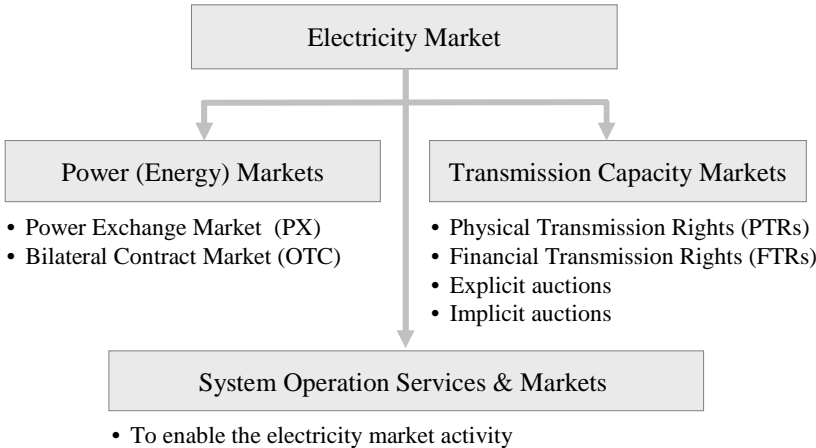 Electricity Market
Power (Energy) Markets
• Power Exchange Market (PX)
• Bilateral Contract Market (OTC)
Transmission Capacity Markets
• Physical Transmission Rights (PTRs)
• Financial Transmission Rights (FTRs)
• Explicit auctions
• Implicit auctions
System Operation Services & Markets
• To enable the electricity market activity